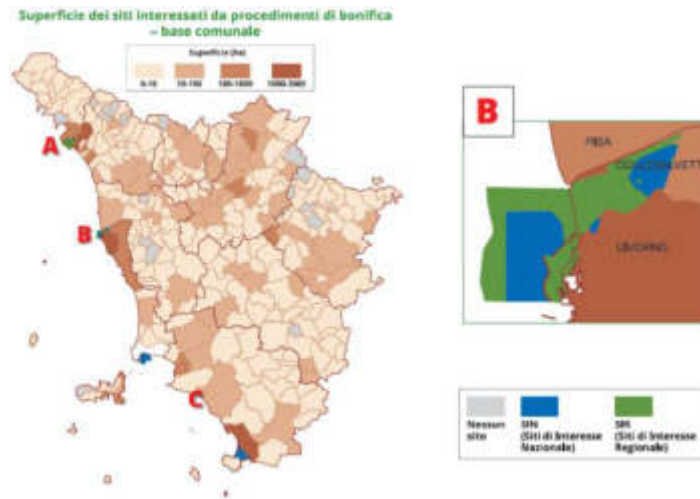 Superficie dei siti interessati da procedimenti di bonifica
– base comunale
Superficie (ha)
0-10
10-100
100-1000
1000-2002
A
B
C
B
PISA
LIVORNO
Nessun
sito
SIN
(Siti di Interesse
Nazionale)
SIR
(Siti di Interesse
Regionale)